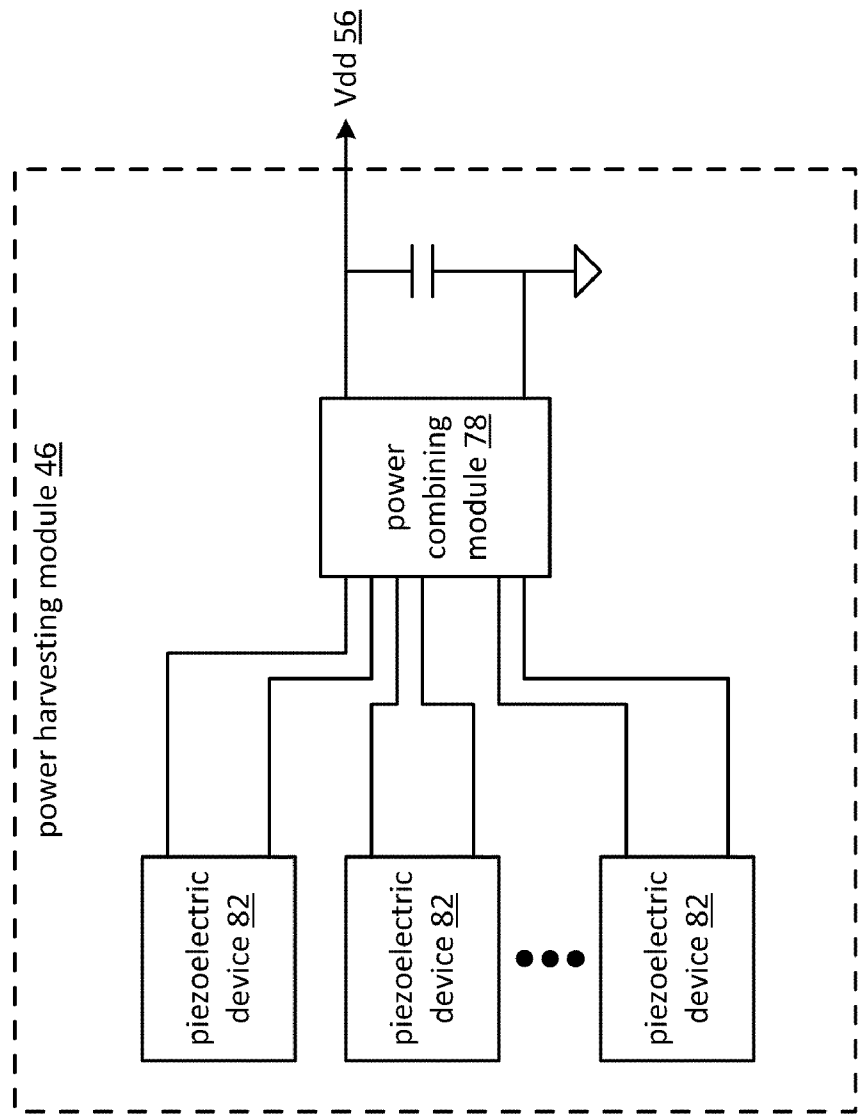 power harvesting module 46
piezoelectric
device 82
piezoelectric
device 82
piezoelectric
device 82
power
combining
module 78
Vdd 56